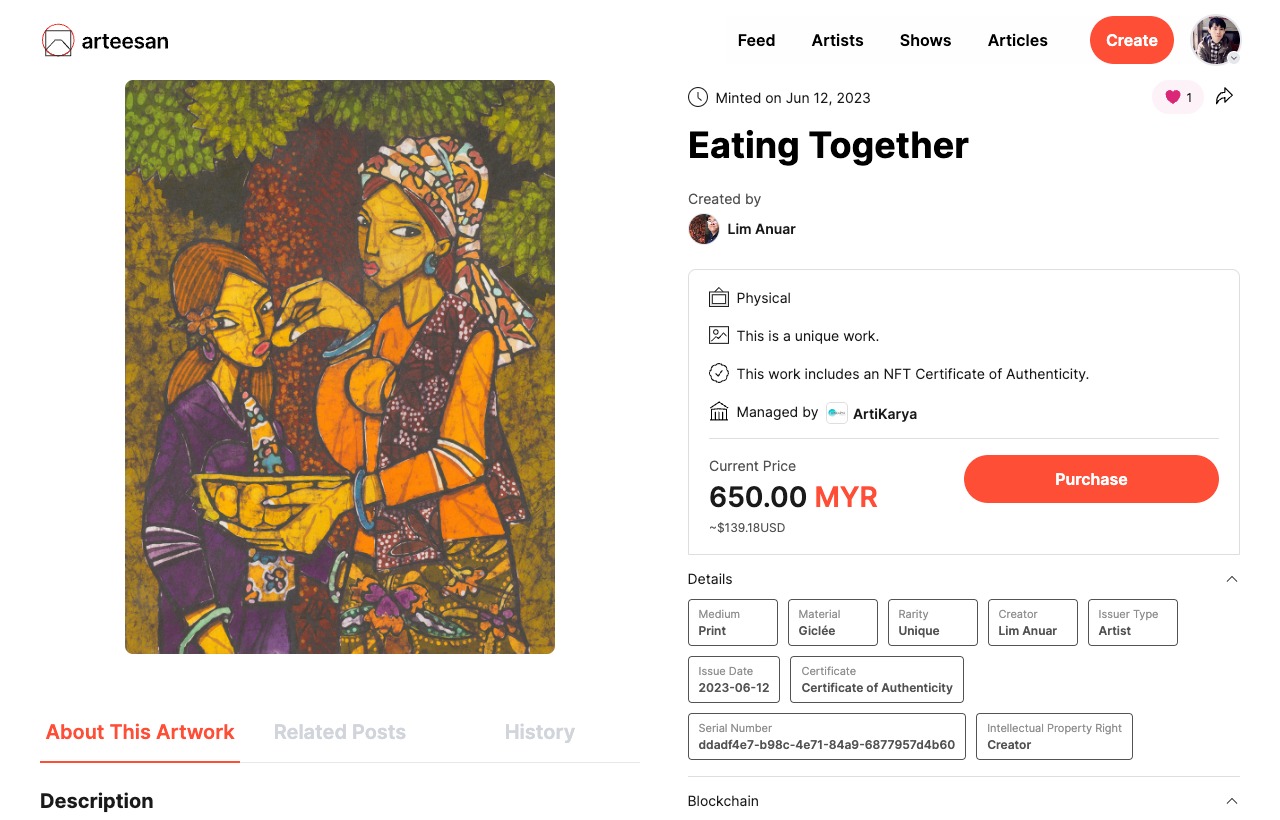 arteesan
Feed Artists Shows Articles Create
Minted on Jun 12, 2023
1
Eating Together
Created by
Lim Anuar
Physical
This is a unique work.
This work includes an NFT Certificate of Authenticity.
Managed by ArtiKarya
Current Price
650.00 MYR
~$139.18USD
Purchase
Details
Medium
Print
Material
Giclée
Rarity
Unique
Creator
Lim Anuar
Issuer Type
Artist
Issue Date
2023-06-12
Certificate
Certificate of Authenticity
Serial Number
ddadf4e7-b98c-4e71-84a9-6877957d4b60
Intellectual Property Right
Creator
Blockchain
About This Artwork Related Posts History
Description